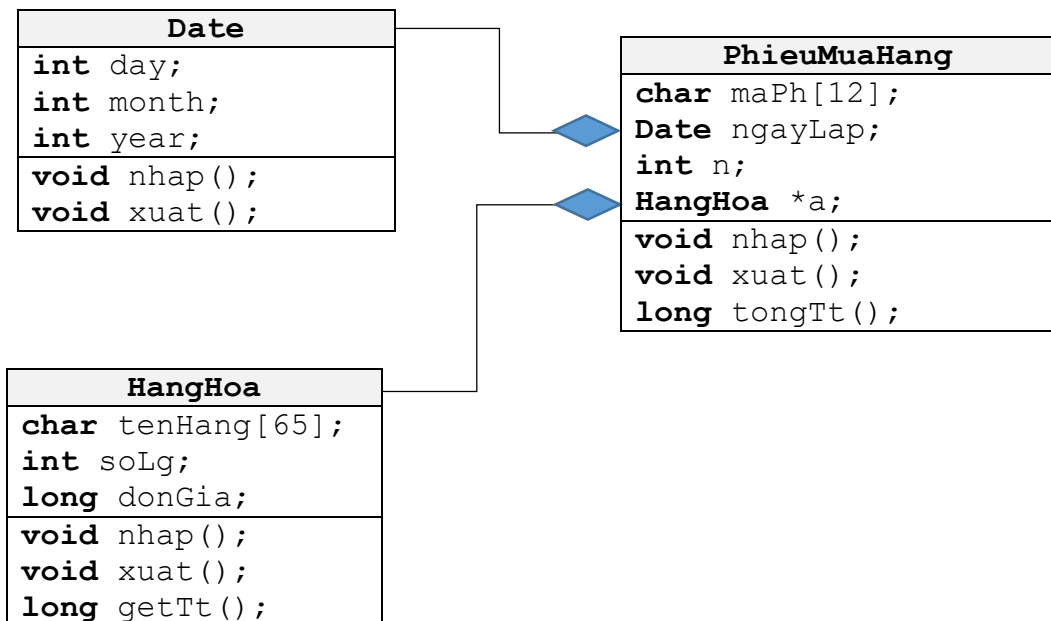 Date
int day;
int month;
int year;
void nhap();
void xuat();
PhieuMuaHang
char maPh[12];
Date ngayLap;
int n;
HangHoa *a;
void nhap();
void xuat();
long tongTt();
HangHoa
char tenHang[65];
int soLg;
long donGia;
void nhap();
void xuat();
long getTt();